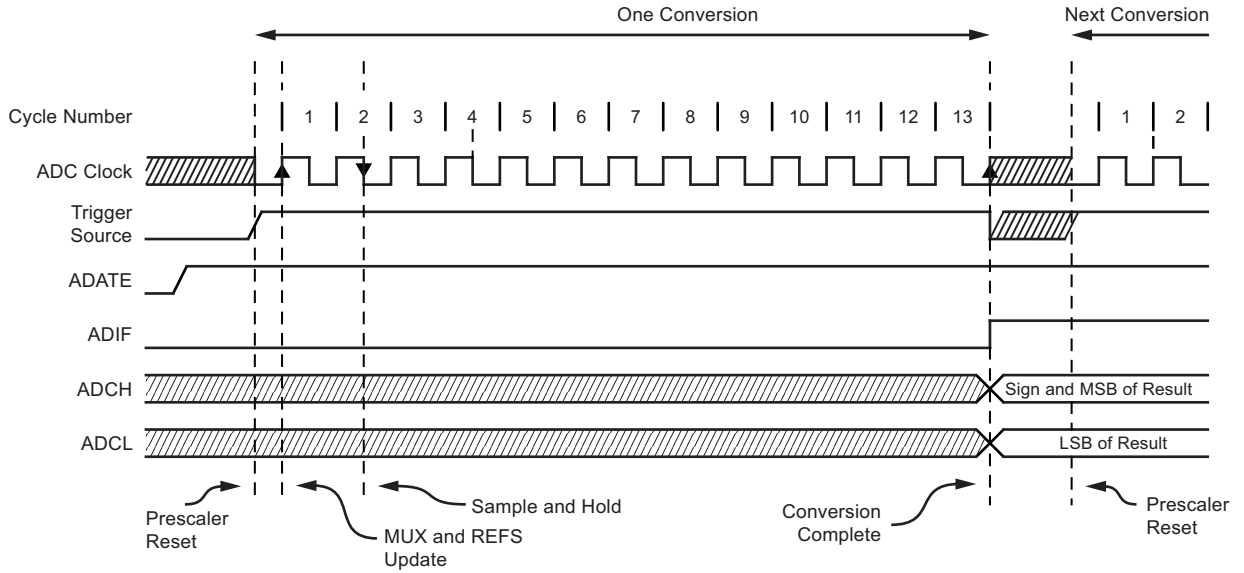 One Conversion
Next Conversion
Cycle Number
1 2 3 4 5 6 7 8 9 10 11 12 13 1 2
ADC Clock
Trigger
Source
ADATE
ADIF
ADCH
Sign and MSB of Result
ADCL
LSB of Result
Prescaler
Reset
MUX and REFS
Update
Sample and Hold
Conversion
Complete
Prescaler
Reset